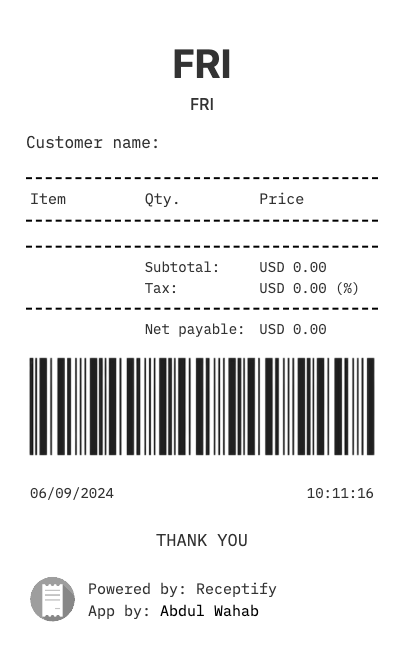 FRI
FRI
Customer name:
Item Qty. Price
Subtotal: USD 0.00
Tax: USD 0.00 (%)
Net payable: USD 0.00
06/09/2024 10:11:16
THANK YOU
Powered by: Receptify
App by: Abdul Wahab